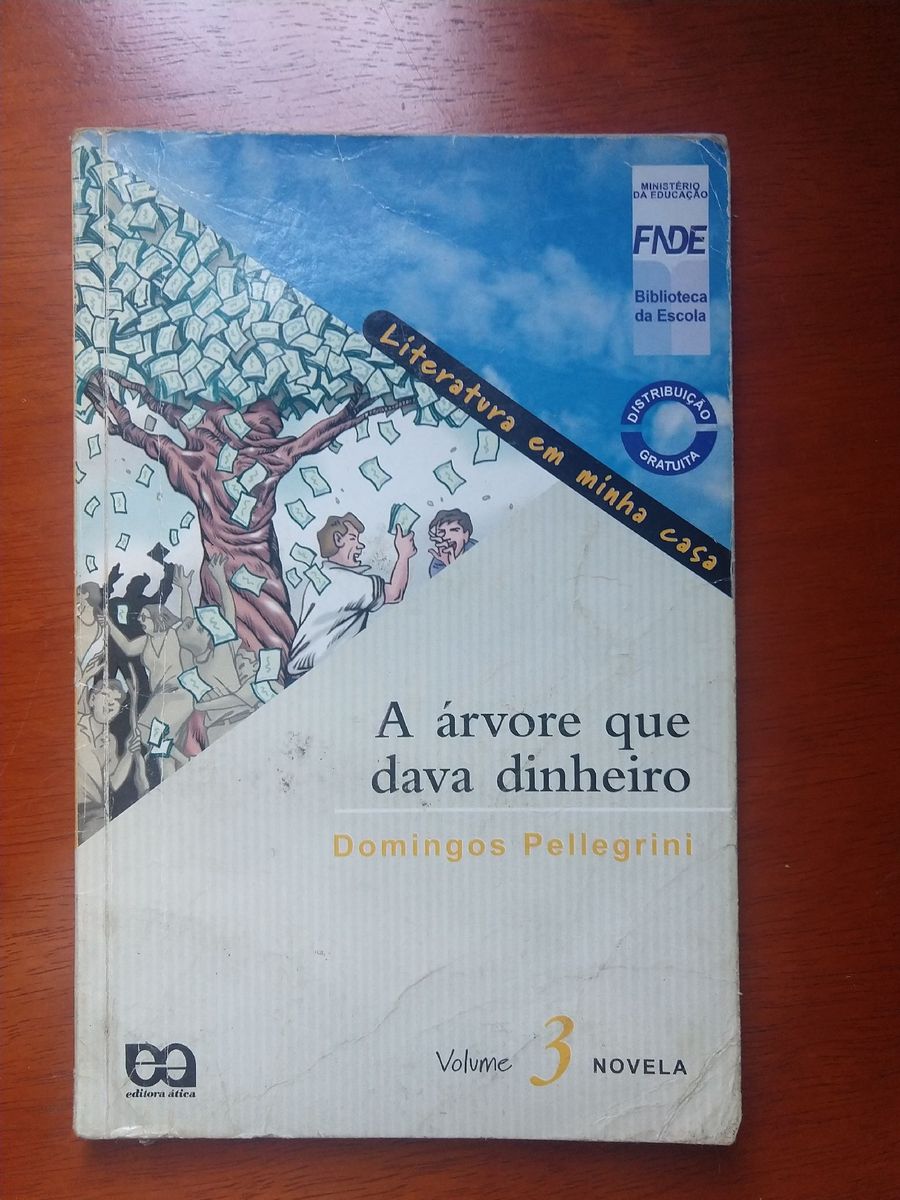 MINISTÉRIO
DA EDUCAÇÃO
FNDE
Biblioteca
da Escola
Literatura em minha casa
DISTRIBUIÇÃO
GRATUITA
A árvore que
dava dinheiro
Domingos Pellegrini
Volume 3 NOVELA
editora ática